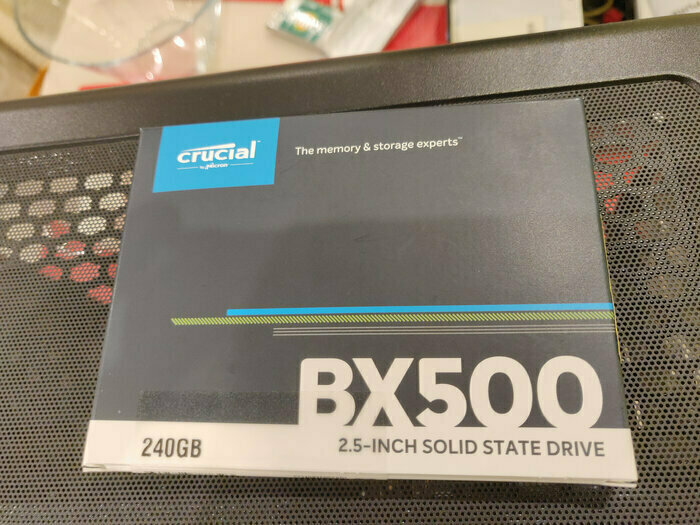 crucial
by micron
The memory & storage experts™
BX500
240GB
2.5-INCH SOLID STATE DRIVE